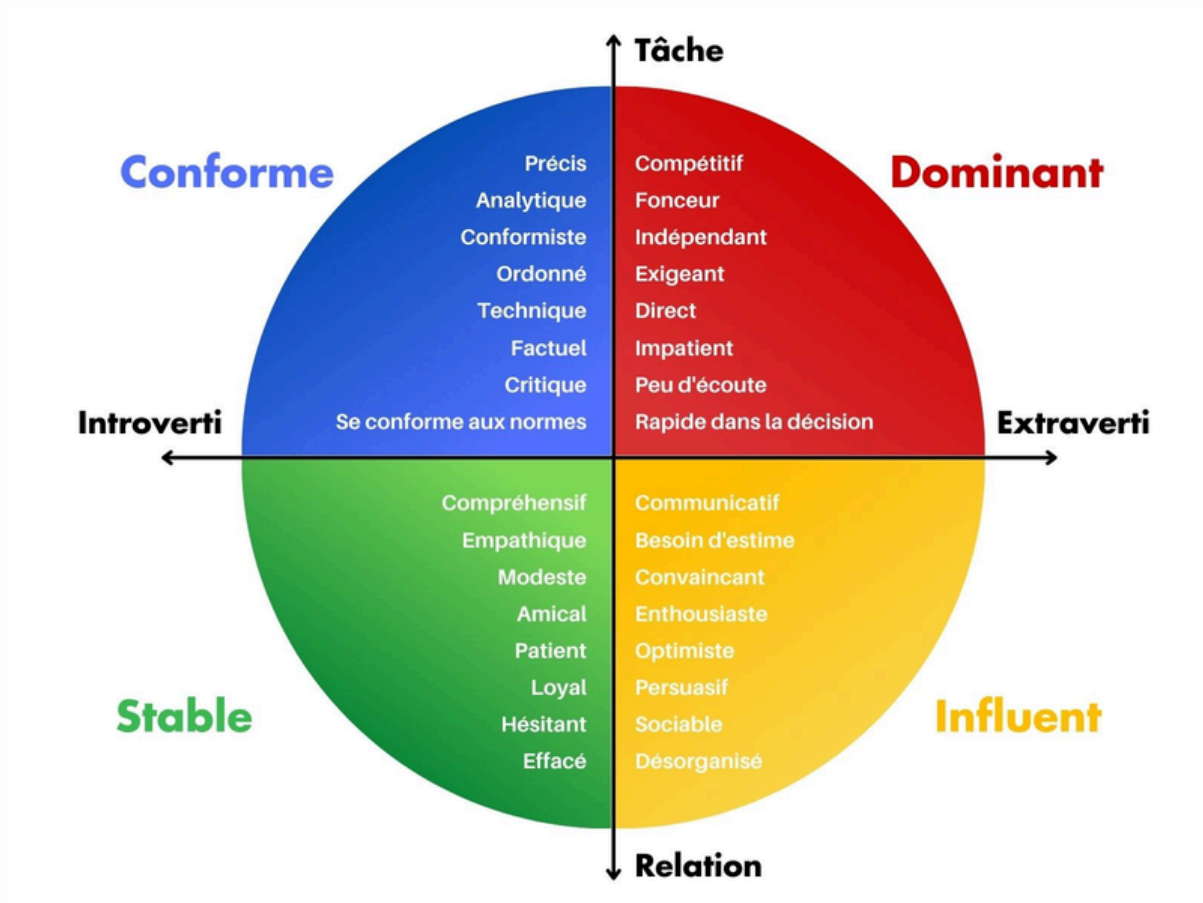 Tâche
Conforme
Dominant
Précis
Analytique
Conformiste
Ordonné
Technique
Factuel
Critique
Se conforme aux normes
Compétitif
Fonceur
Indépendant
Exigeant
Direct
Impatient
Peu d'écoute
Rapide dans la décision
Introverti
Extraverti
Compréhensif
Empathique
Modeste
Amical
Patient
Loyal
Hésitant
Effacé
Communicatif
Besoin d'estime
Convaincant
Enthousiaste
Optimiste
Persuasif
Sociable
Désorganisé
Stable
Influent
Relation